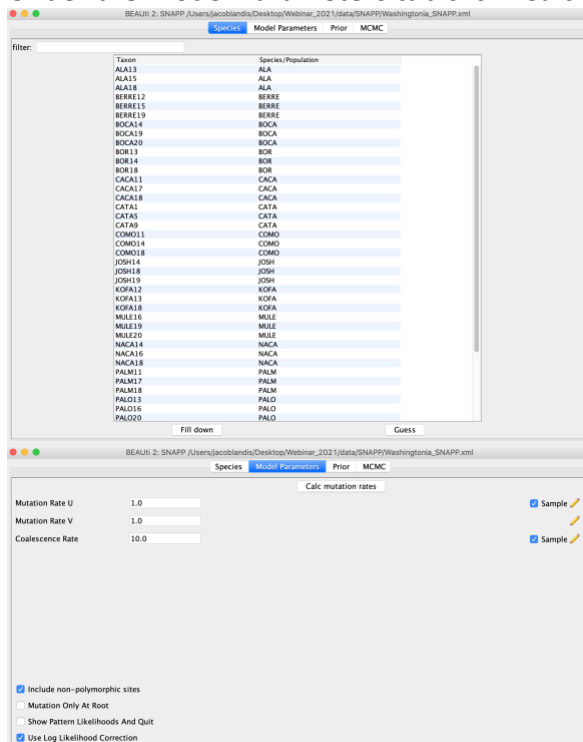 BEAUti 2: SNAPP /Users/jacoblandis/Desktop/Webinar_2021/data/SNAPP/Washingtonia_SNAPP.xml
Species Model Parameters Prior MCMC
filter:
Taxon Species/Population
ALA13 ALA
ALA15 ALA
ALA18 ALA
BERRE12 BERRE
BERRE15 BERRE
BERRE19 BERRE
BOCA14 BOCA
BOCA19 BOCA
BOCA20 BOCA
BOR13 BOR
BOR14 BOR
BOR18 BOR
CACA11 CACA
CACA17 CACA
CACA18 CACA
CATA1 CATA
CATA5 CATA
CATA9 CATA
COMO11 COMO
COMO14 COMO
COMO18 COMO
JOSH14 JOSH
JOSH18 JOSH
JOSH19 JOSH
KOFA12 KOFA
KOFA13 KOFA
KOFA18 KOFA
MULE16 MULE
MULE19 MULE
MULE20 MULE
NACA14 NACA
NACA16 NACA
NACA18 NACA
PALM11 PALM
PALM17 PALM
PALM18 PALM
PALO13 PALO
PALO16 PALO
PALO20 PALO
Fill down Guess
BEAUti 2: SNAPP /Users/jacoblandis/Desktop/Webinar_2021/data/SNAPP/Washingtonia_SNAPP.xml
Species Model Parameters Prior MCMC
Calc mutation rates
Mutation Rate U 1.0 Sample
Mutation Rate V 1.0
Coalescence Rate 10.0 Sample
Include non-polymorphic sites
Mutation Only At Root
Show Pattern Likelihoods And Quit
Use Log Likelihood Correction